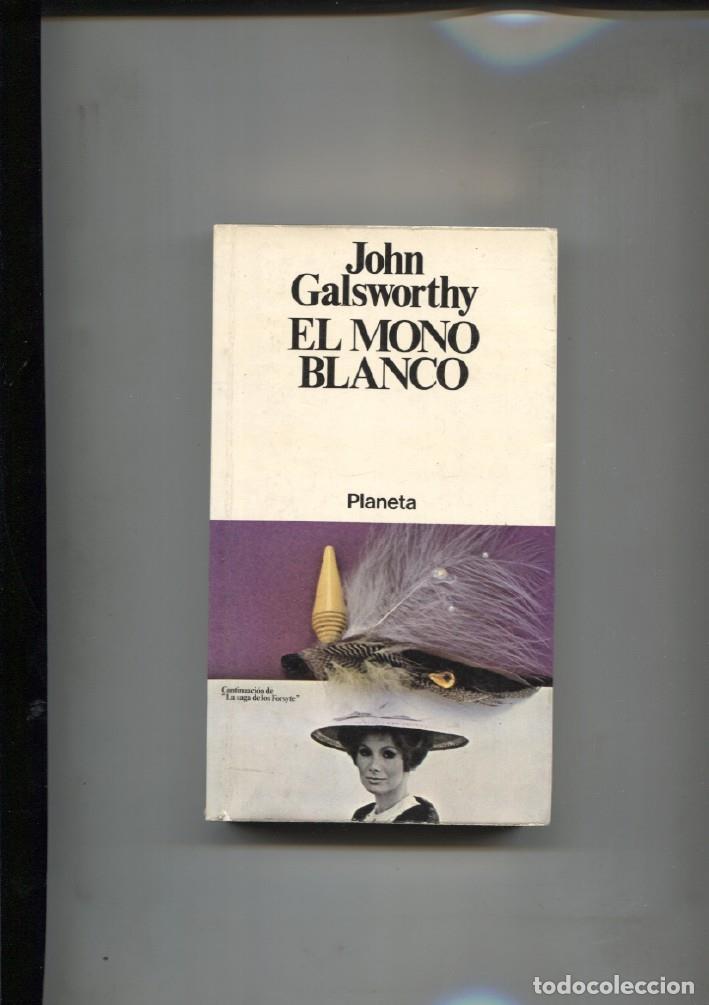 John
Galsworthy
EL MONO
BLANCO
Planeta
Continuación de
"La saga de los Forsyte"
todocoleccion